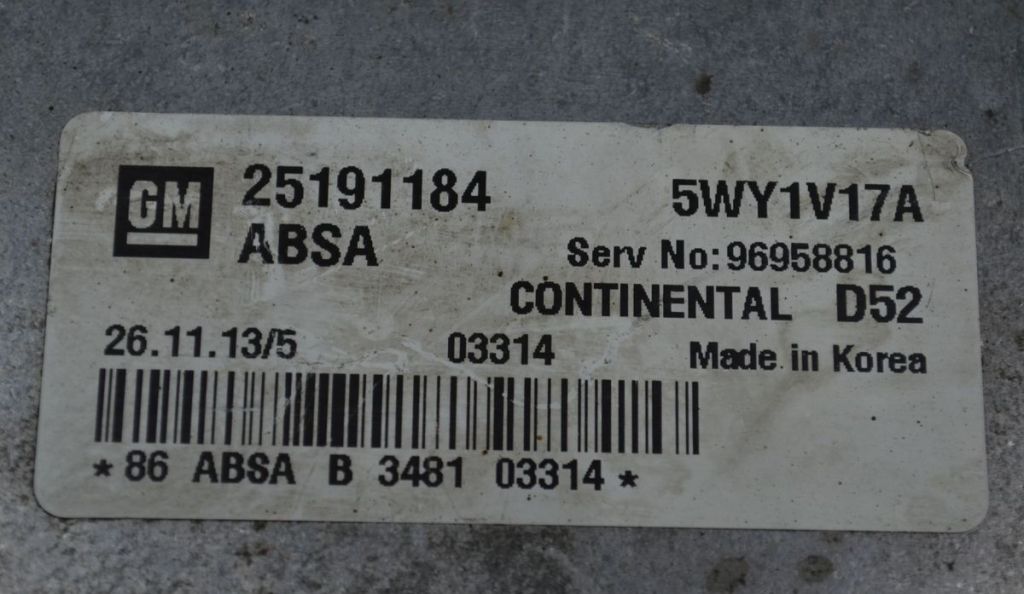 GM 25191184 5WY1V17A
ABSA Serv No:96958816
CONTINENTAL D52
26.11.13/5 03314 Made in Korea
*86 ABSA B 3481 03314*